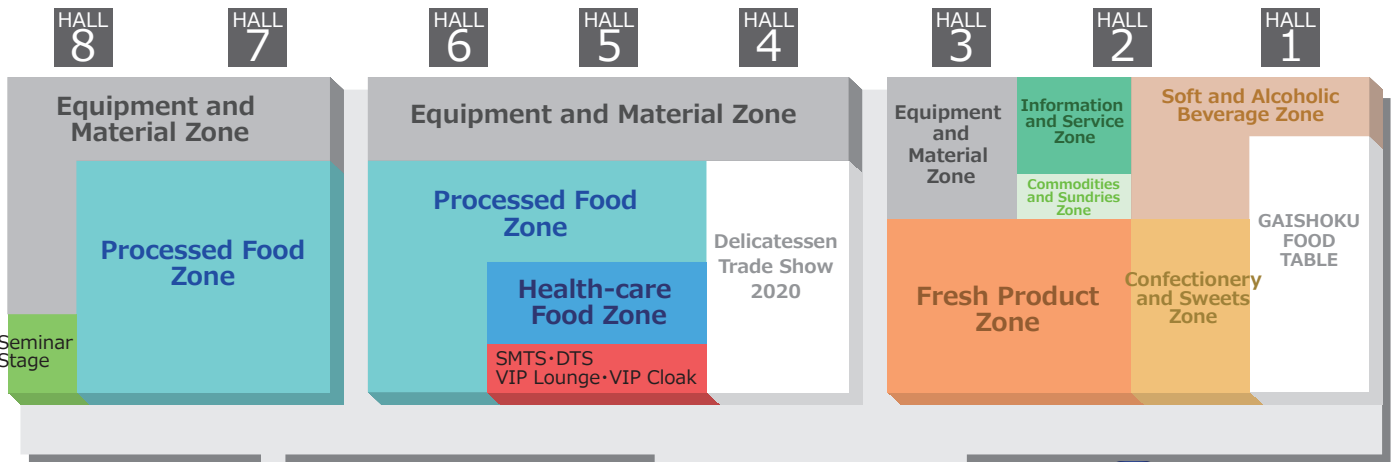 HALL
8
HALL
7
HALL
6
HALL
5
HALL
4
HALL
3
HALL
2
HALL
1
Equipment and
Material Zone
Processed Food
Zone
Seminar
Stage
Equipment and Material Zone
Processed Food
Zone
Health-care
Food Zone
SMTS・DTS
VIP Lounge・VIP Cloak
Delicatessen
Trade Show
2020
Equipment
and
Material
Zone
Information
and Service
Zone
Commodities
and Sundries
Zone
Soft and Alcoholic
Beverage Zone
GAISHOKU
FOOD
TABLE
Fresh Product
Zone
Confectionery
and Sweets
Zone